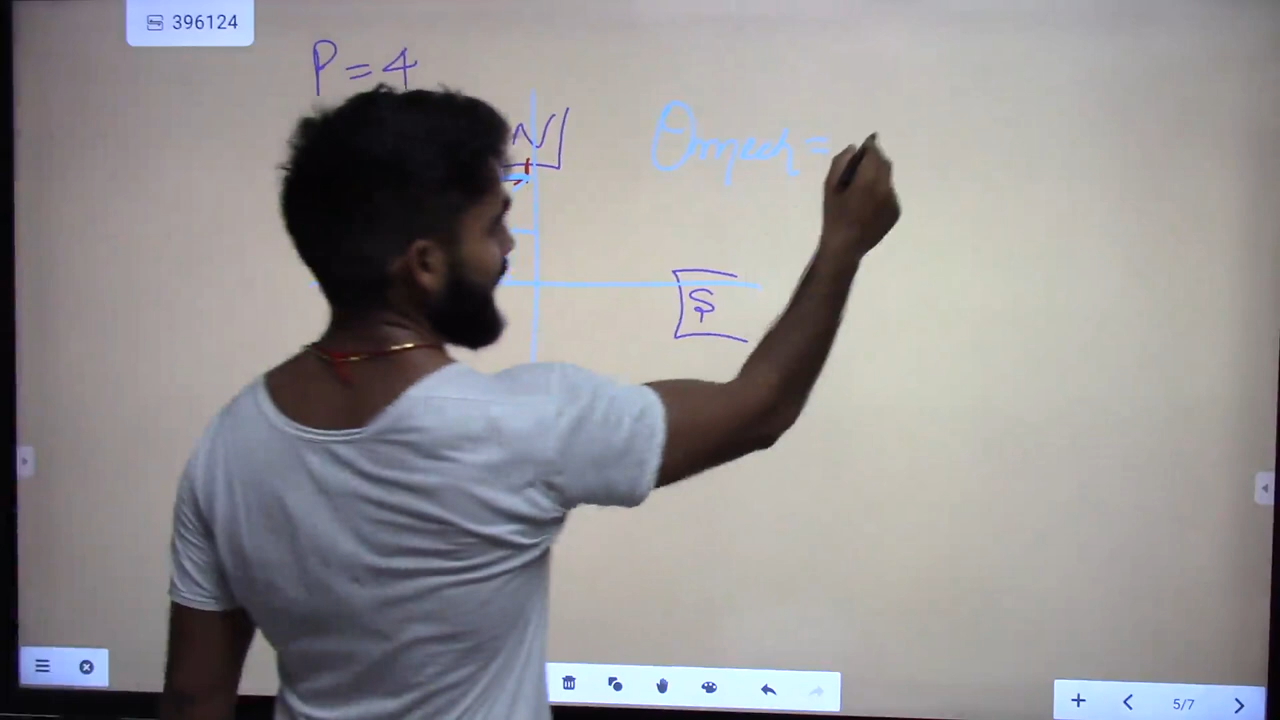 396124
P = 4
N
θmech =
S
5/7